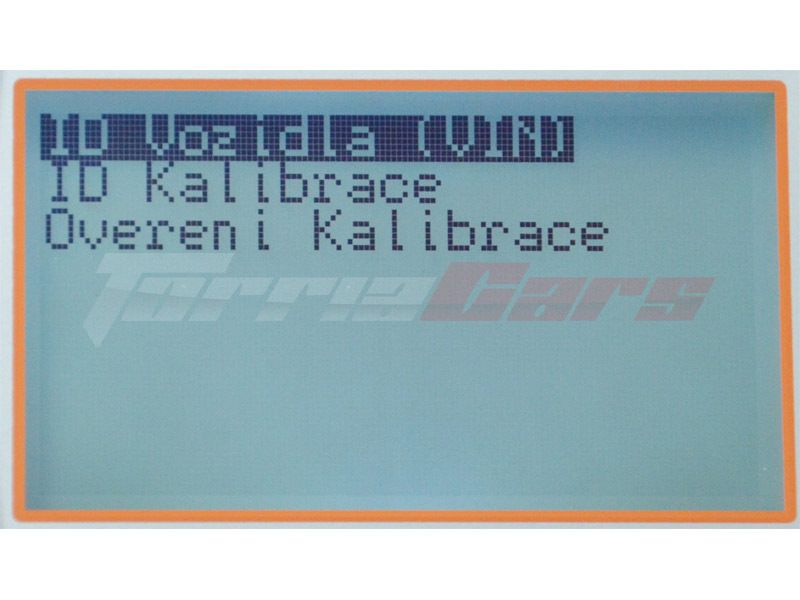 ID Vozidla (VIN)
ID Kalibrace
Overeni Kalibrace
TorriaCars